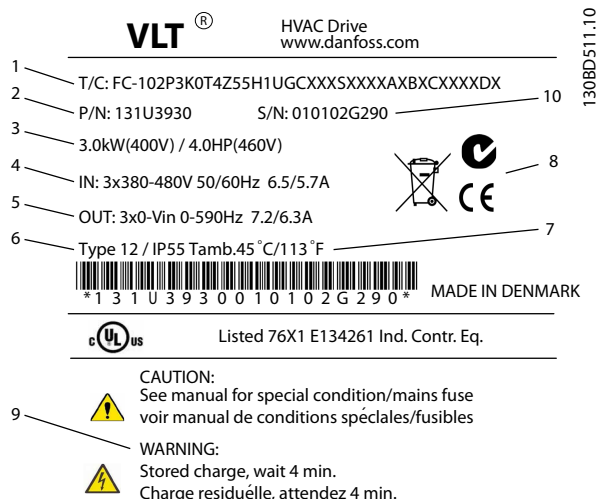 VLT ®
HVAC Drive
www.danfoss.com
130BD511.10
1
T/C: FC-102P3K0T4Z55H1UGCXXXSXXXXAXBXCXXXXDX
2
P/N: 131U3930 S/N: 010102G290
10
3
3.0kW(400V) / 4.0HP(460V)
4
IN: 3x380-480V 50/60Hz 6.5/5.7A
8
CE
5
OUT: 3x0-Vin 0-590Hz 7.2/6.3A
6
Type 12 / IP55 Tamb.45˚C/113˚F
7
*131U3930010102G290*
MADE IN DENMARK
c UL us Listed 76X1 E134261 Ind. Contr. Eq.
CAUTION:
See manual for special condition/mains fuse
voir manual de conditions spéclales/fusibles
9
WARNING:
Stored charge, wait 4 min.
Charge residuélle, attendez 4 min.